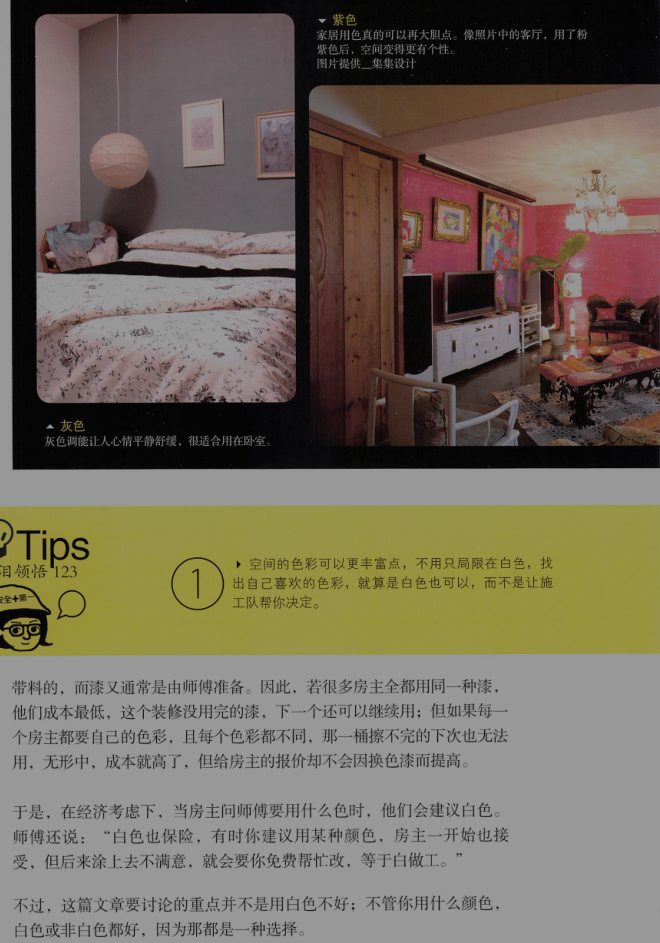 紫色
家居用色真的可以再大胆点。像照片中的客厅，用了粉
紫色后，空间变得更有个性。
图片提供__集集设计
灰色
灰色调能让人心情平静舒缓，很适合用在卧室。
Tips
泪领悟 123
安全+第一
1
空间的色彩可以更丰富点，不用只局限在白色，找
出自己喜欢的色彩，就算是白色也可以，而不是让施
工队帮你决定。
带料的，而漆又通常是由师傅准备。因此，若很多房主全都用同一种漆，
他们成本最低，这个装修没用完的漆，下一个还可以继续用；但如果每一
个房主都要自己的色彩，且每个色彩都不同，那一桶擦不完的下次也无法
用，无形中，成本就高了，但给房主的报价却不会因换色漆而提高。
于是，在经济考虑下，当房主问师傅要用什么色时，他们会建议白色。
师傅还说：“白色也保险，有时你建议用某种颜色，房主一开始也接
受，但后来涂上去不满意，就会要你免费帮忙改，等于白做工。”
不过，这篇文章要讨论的重点并不是用白色不好；不管你用什么颜色，
白色或非白色都好，因为那都是一种选择。